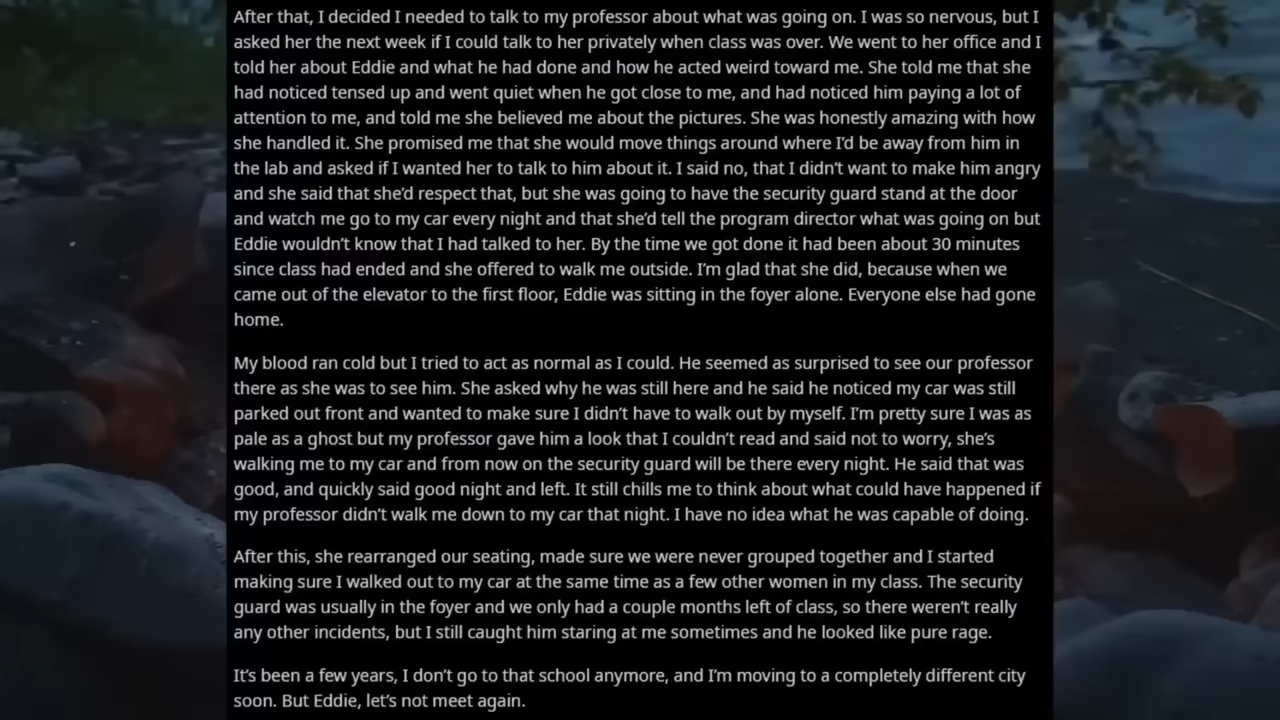 After that, I decided I needed to talk to my professor about what was going on. I was so nervous, but I
asked her the next week if I could talk to her privately when class was over. We went to her office and I
told her about Eddie and what he had done and how he acted weird toward me. She told me that she
had noticed tensed up and went quiet when he got close to me, and had noticed him paying a lot of
attention to me, and told me she believed me about the pictures. She was honestly amazing with how
she handled it. She promised me that she would move things around where I’d be away from him in
the lab and asked if I wanted her to talk to him about it. I said no, that I didn’t want to make him angry
and she said that she’d respect that, but she was going to have the security guard stand at the door
and watch me go to my car every night and that she’d tell the program director what was going on but
Eddie wouldn’t know that I had talked to her. By the time we got done it had been about 30 minutes
since class had ended and she offered to walk me outside. I’m glad that she did, because when we
came out of the elevator to the first floor, Eddie was sitting in the foyer alone. Everyone else had gone
home.
My blood ran cold but I tried to act as normal as I could. He seemed as surprised to see our professor
there as she was to see him. She asked why he was still here and he said he noticed my car was still
parked out front and wanted to make sure I didn’t have to walk out by myself. I’m pretty sure I was as
pale as a ghost but my professor gave him a look that I couldn’t read and said not to worry, she’s
walking me to my car and from now on the security guard will be there every night. He said that was
good, and quickly said good night and left. It still chills me to think about what could have happened if
my professor didn’t walk me down to my car that night. I have no idea what he was capable of doing.
After this, she rearranged our seating, made sure we were never grouped together and I started
making sure I walked out to my car at the same time as a few other women in my class. The security
guard was usually in the foyer and we only had a couple months left of class, so there weren’t really
any other incidents, but I still caught him staring at me sometimes and he looked like pure rage.
It’s been a few years, I don’t go to that school anymore, and I’m moving to a completely different city
soon. But Eddie, let’s not meet again.